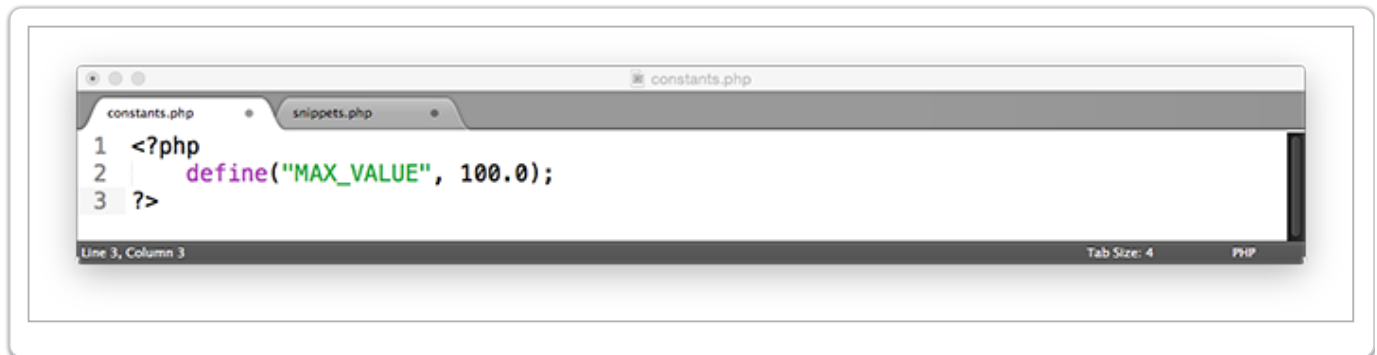 constants.php
constants.php snippets.php
1 <?php
2     define("MAX_VALUE", 100.0);
3 ?>
Line 3, Column 3 Tab Size: 4 PHP